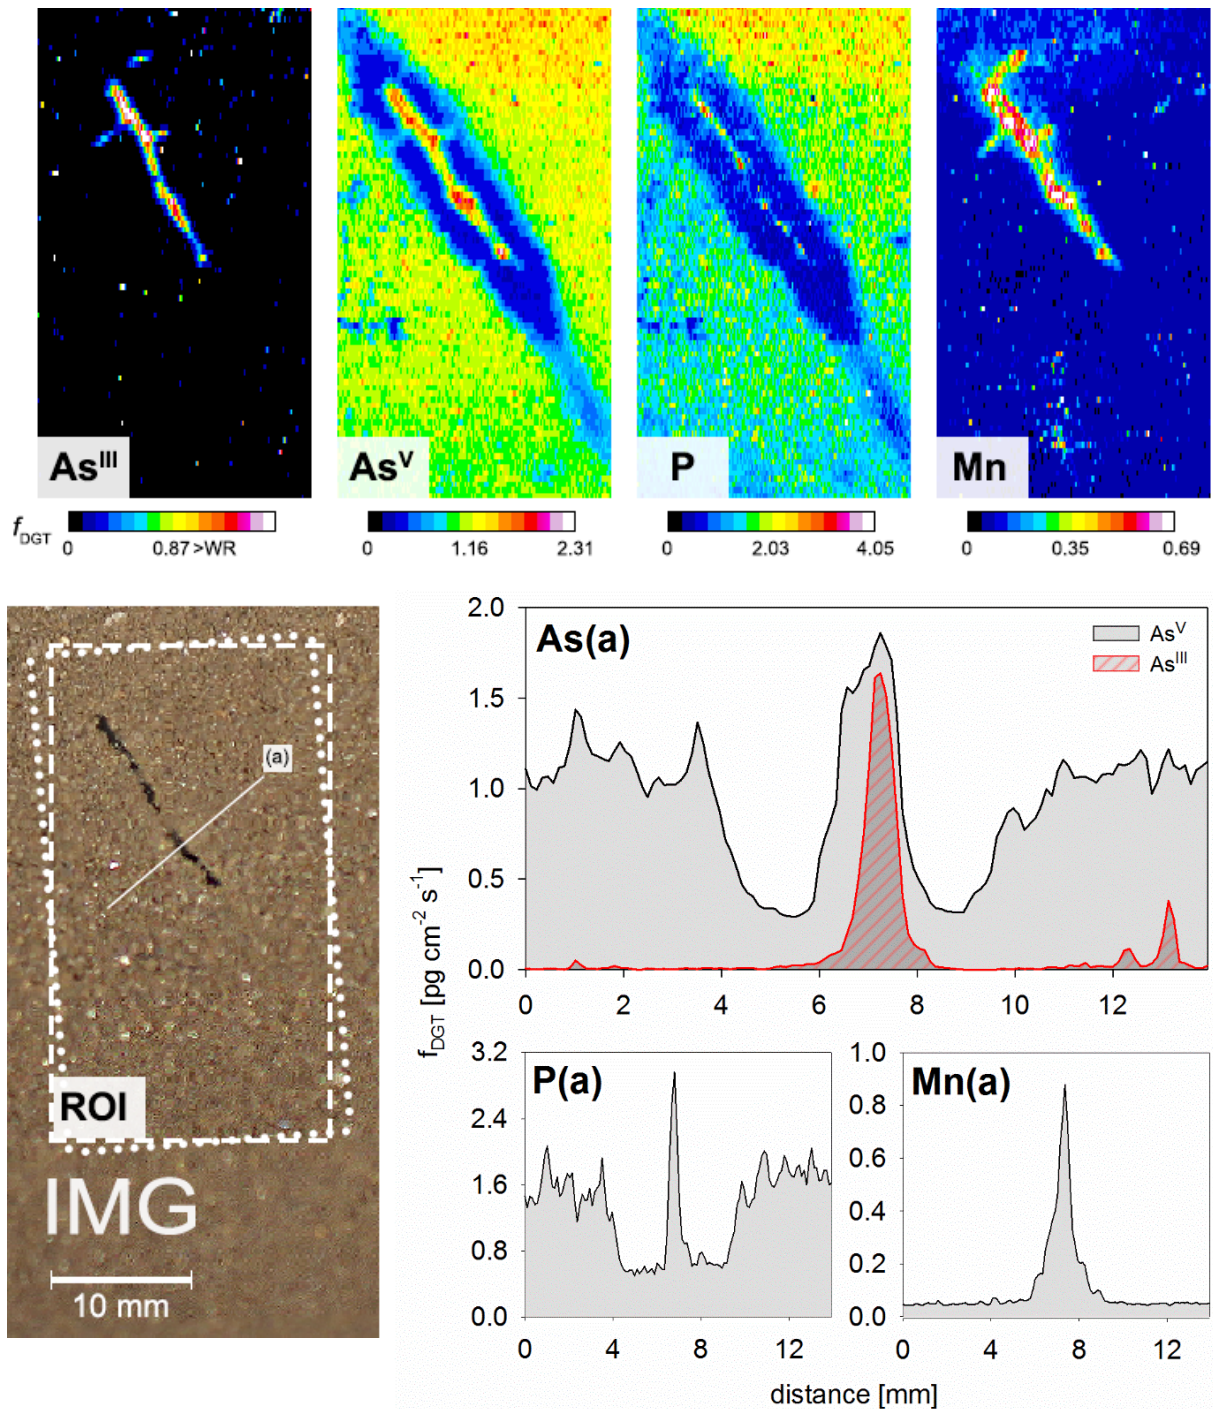 As^III
As^V
P
Mn
f_DGT
0 0.87 >WR
0 1.16 2.31
0 2.03 4.05
0 0.35 0.69
(a)
ROI
IMG
10 mm
As(a)
As^V
As^III
2.0
1.5
1.0
0.5
0.0
0 2 4 6 8 10 12
f_DGT [pg cm^-2 s^-1]
P(a)
3.2
2.4
1.6
0.8
0.0
0 4 8 12
Mn(a)
1.0
0.8
0.6
0.4
0.2
0.0
0 4 8 12
distance [mm]